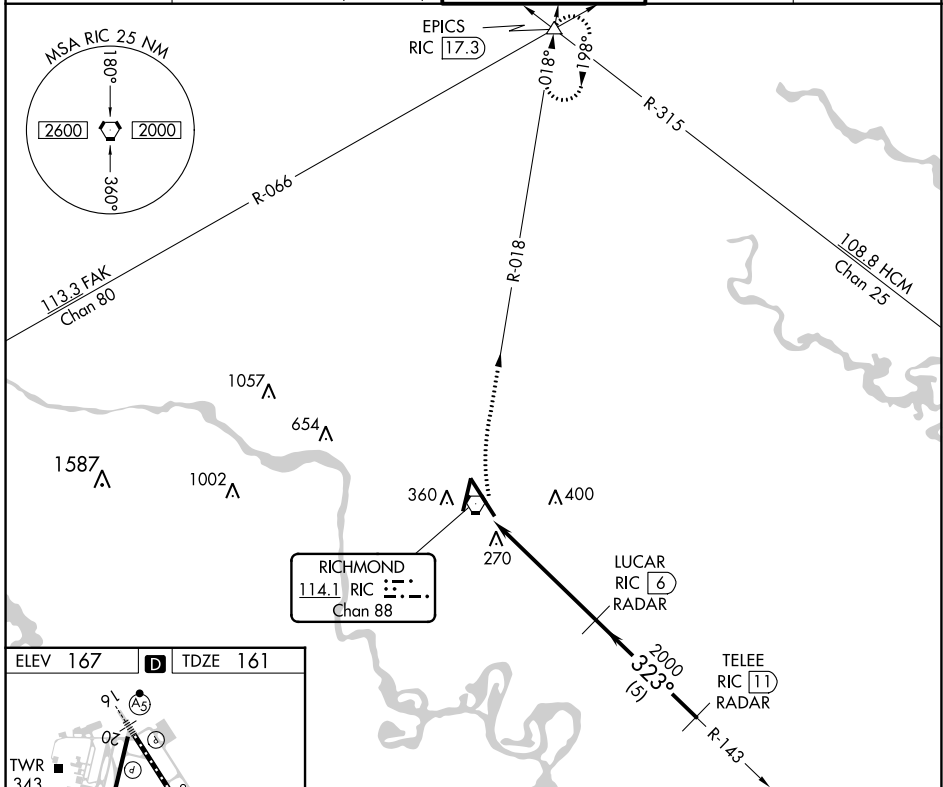 EPICS
RIC 17.3
MSA RIC 25 NM
180°
2600
2000
360°
018°
198°
R-315
R-066
R-018
113.3 FAK
Chan 80
108.8 HCM
Chan 25
1057
654
1587
1002
360
400
270
RICHMOND
114.1 RIC
Chan 88
LUCAR
RIC 6
RADAR
2000
323°
(5)
TELEE
RIC 11
RADAR
R-143
ELEV 167
D
TDZE 161
16
A5
20
P
P
TWR
343